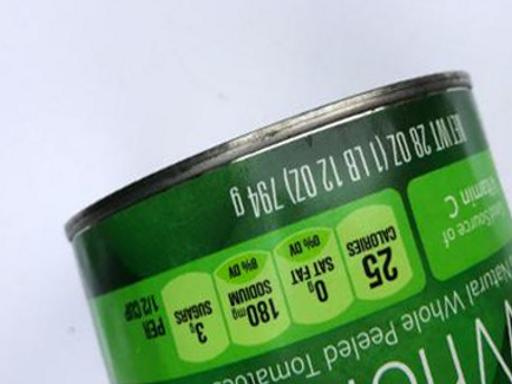 Natural Whole Peeled Tomatoes
Source of
Vitamin C
25
CALORIES
0g
SAT FAT
0% DV
180mg
SODIUM
8% DV
3g
SUGARS
PER
1/2 CUP
NET WT 28 OZ (1 LB 12 OZ) 794 g